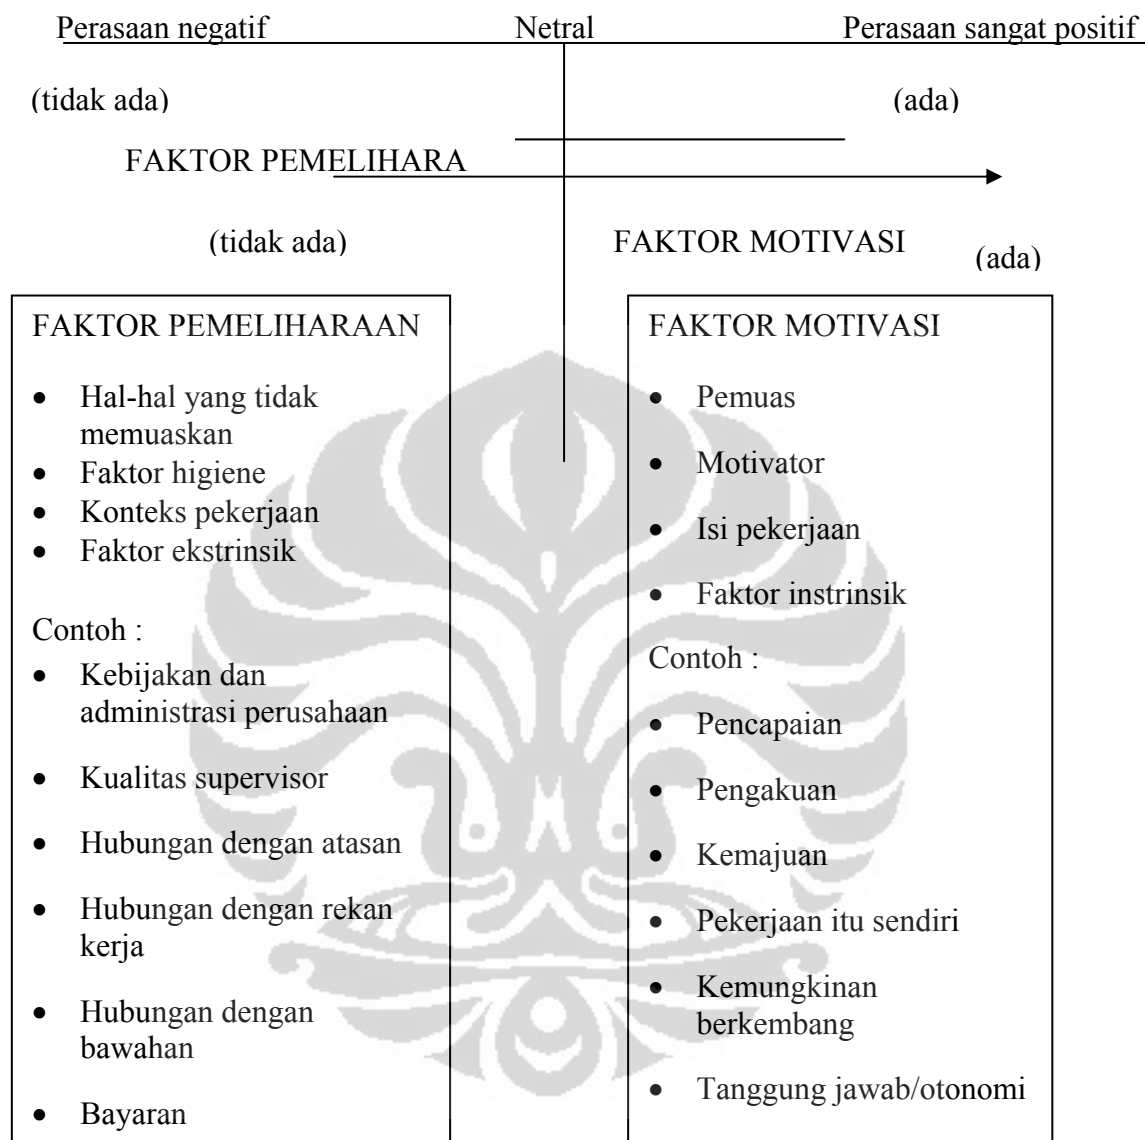 Perasaan negatif Netral Perasaan sangat positif
(tidak ada) (ada)
FAKTOR PEMELIHARA
(tidak ada) FAKTOR MOTIVASI (ada)
FAKTOR PEMELIHARAAN
• Hal-hal yang tidak
memuaskan
• Faktor higiene
• Konteks pekerjaan
• Faktor ekstrinsik
Contoh :
• Kebijakan dan
administrasi perusahaan
• Kualitas supervisor
• Hubungan dengan atasan
• Hubungan dengan rekan
kerja
• Hubungan dengan
bawahan
• Bayaran
FAKTOR MOTIVASI
• Pemuas
• Motivator
• Isi pekerjaan
• Faktor instrinsik
Contoh :
• Pencapaian
• Pengakuan
• Kemajuan
• Pekerjaan itu sendiri
• Kemungkinan
berkembang
• Tanggung jawab/otonomi